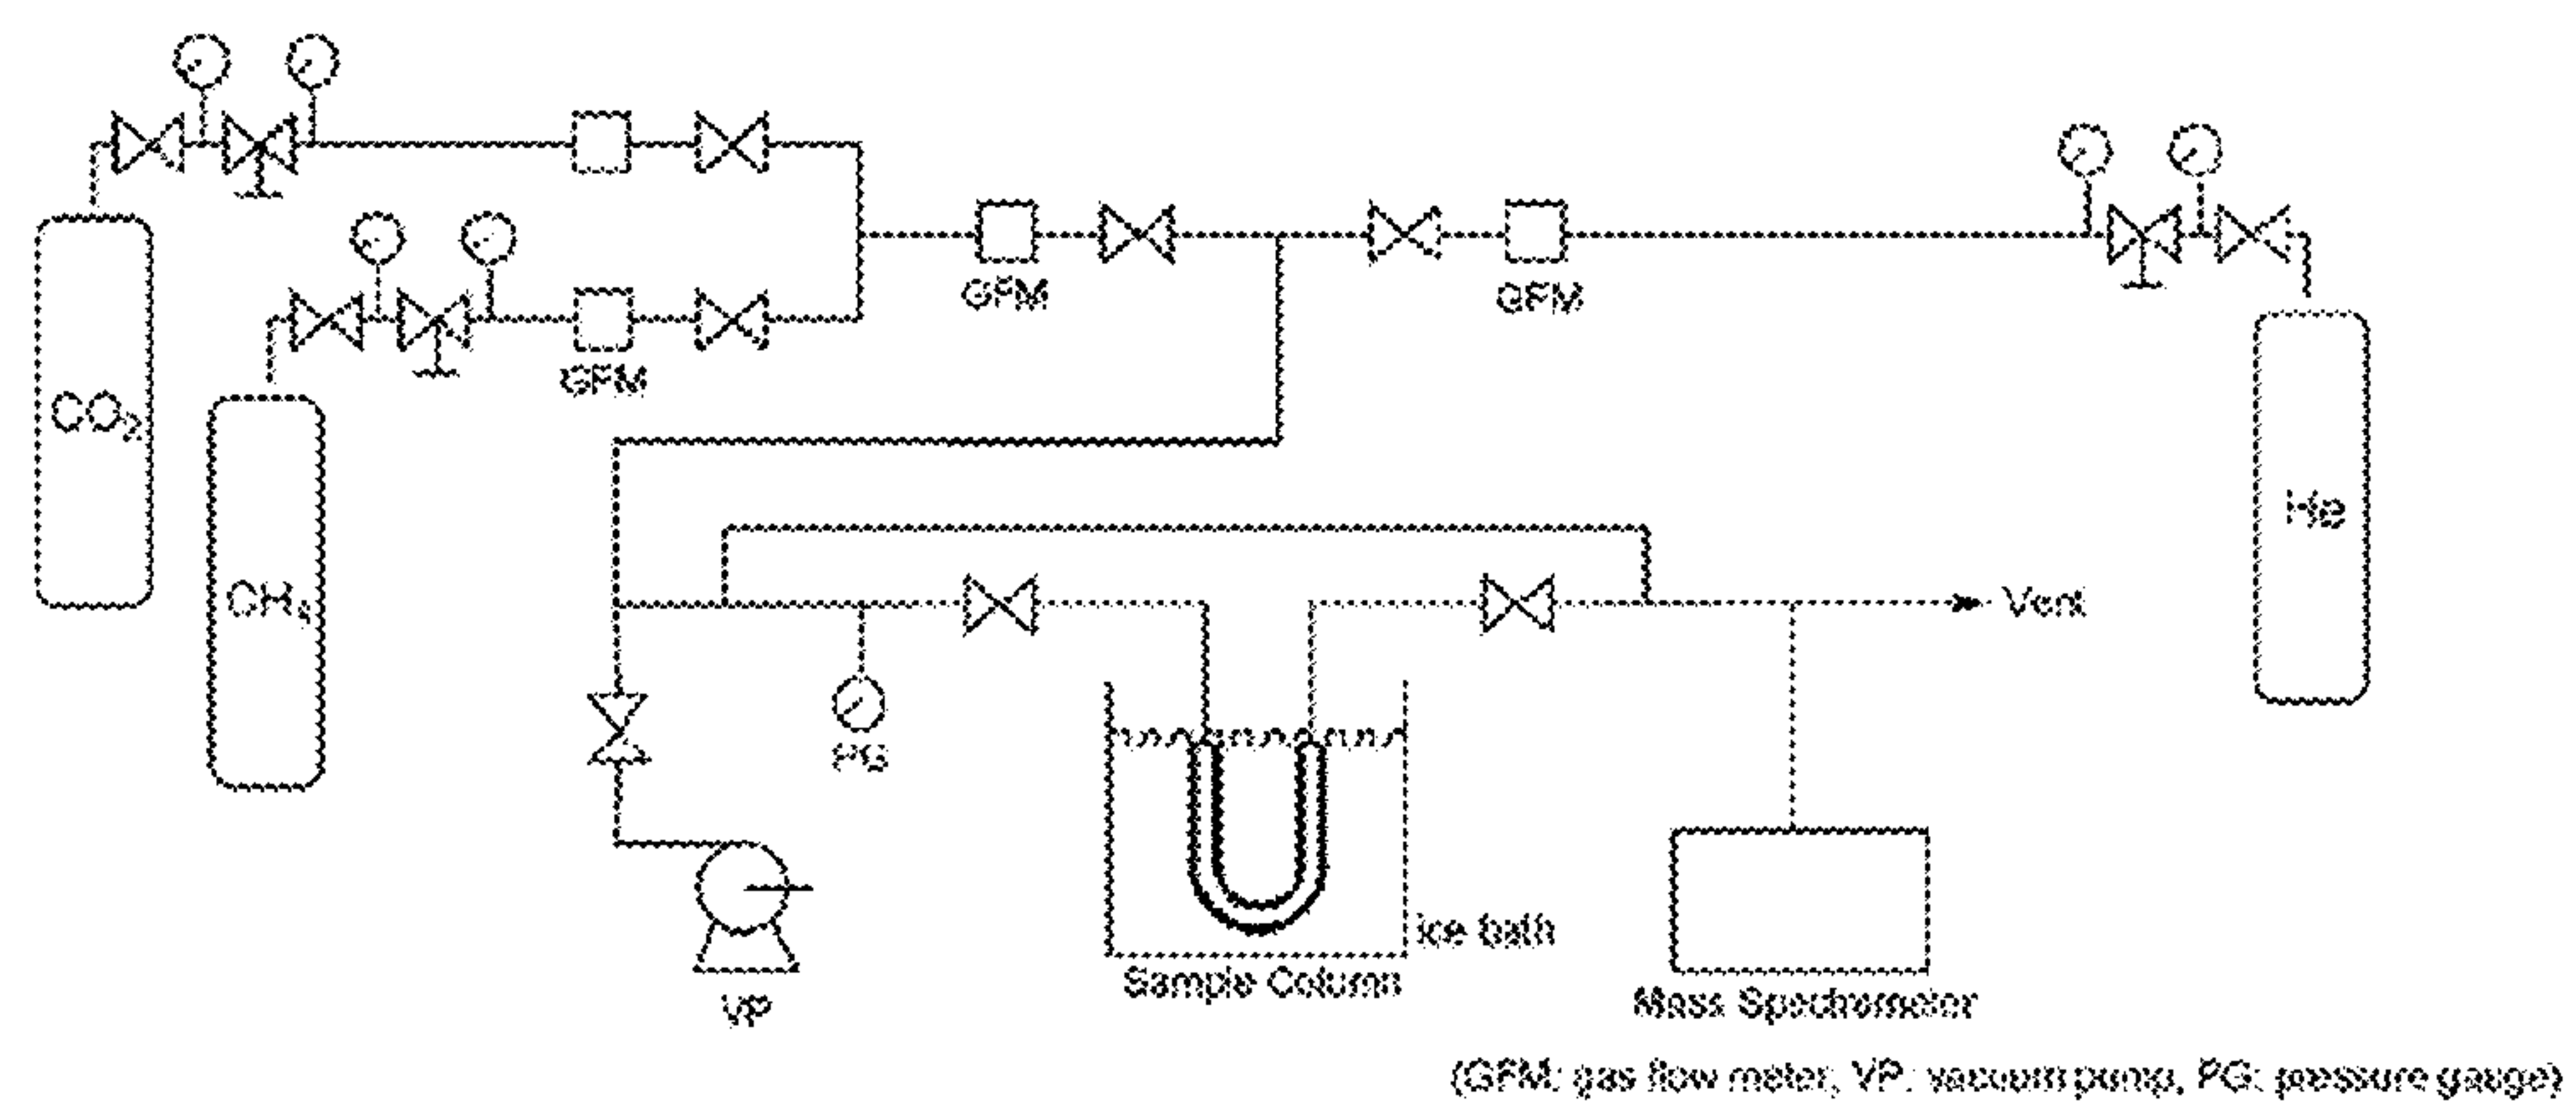 CO₂
CH₄
GFM
GFM
GFM
He
Vent
PG
ice bath
Sample Column
VP
Mass Spectrometer
(GFM: gas flow meter, VP: vacuum pump, PG: pressure gauge)